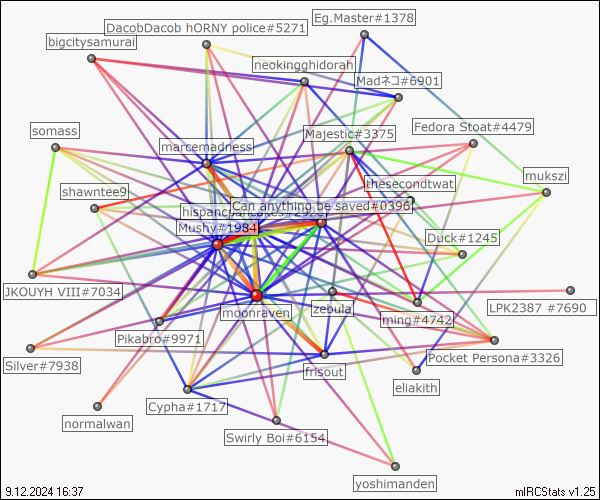 Eg.Master#1378
DacobDacob hORNY police#5271
bigcitysamurai
neokingghidorah
Madネコ#6901
somass
Majestic#3375
Fedora Stoat#4479
marcemadness
thesecondtwat
mukszi
shawntee9
Can anything be saved#0396
Mushy#1984
Duck#1245
JKOUYH VIII#7034
moonraven
zebula
LPK2387 #7690
ming#4742
Pikabro#9971
Pocket Persona#3326
Silver#7938
frisout
eliakith
Cypha#1717
normalwan
Swirly Boi#6154
yoshimanden
9.12.2024 16:37
mIRCStats v1.25